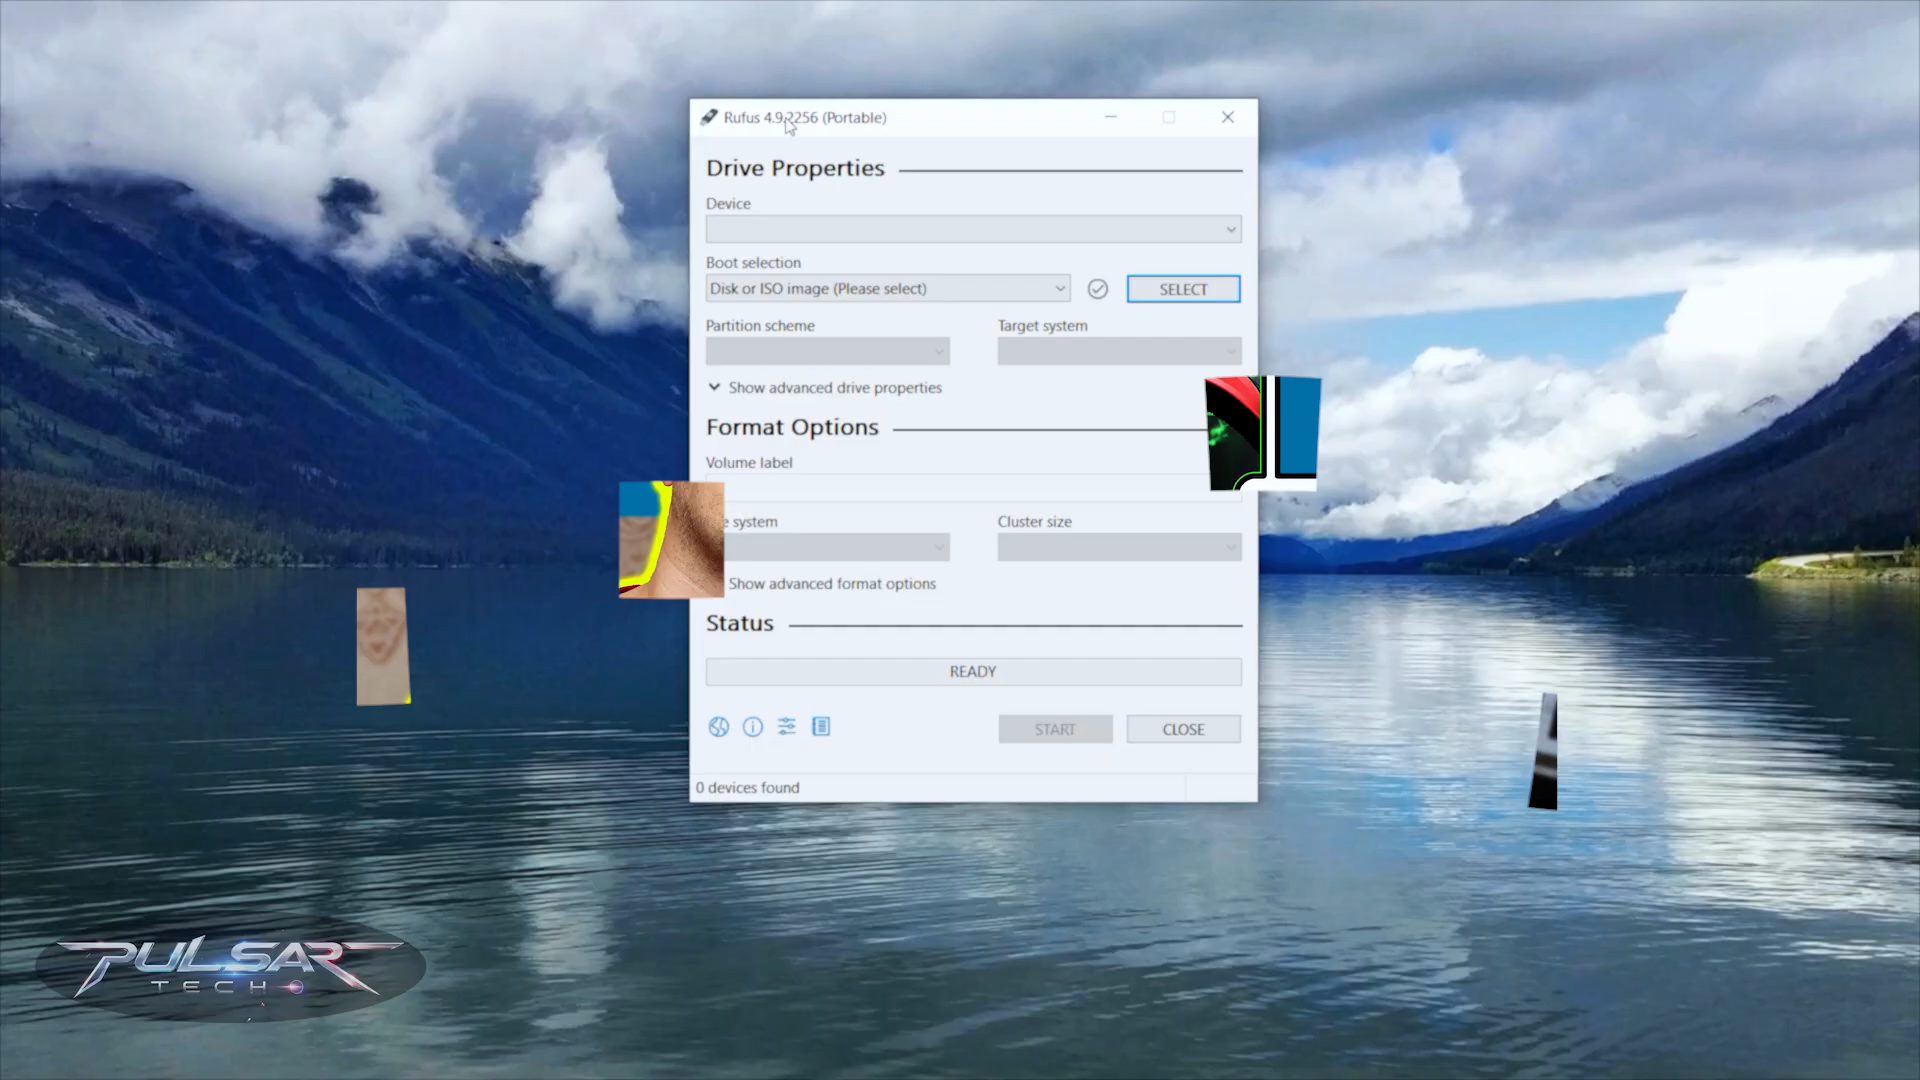 Rufus 4.9.2256 (Portable)
Drive Properties
Device
Boot selection
Disk or ISO image (Please select)
SELECT
Partition scheme
Target system
Show advanced drive properties
Format Options
Volume label
e system
Cluster size
Show advanced format options
Status
READY
START
CLOSE
0 devices found
PULSAR
TECH